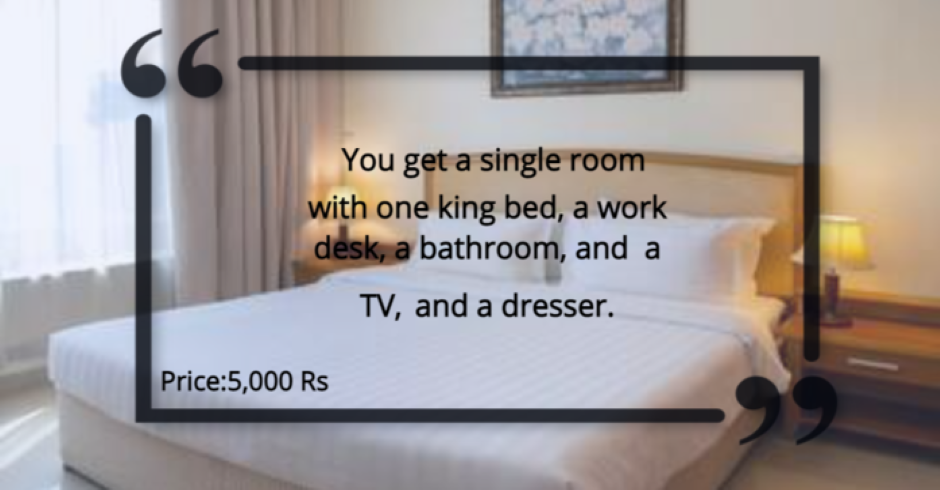 You get a single room
with one king bed, a work
desk, a bathroom, and a
TV, and a dresser.
Price:5,000 Rs